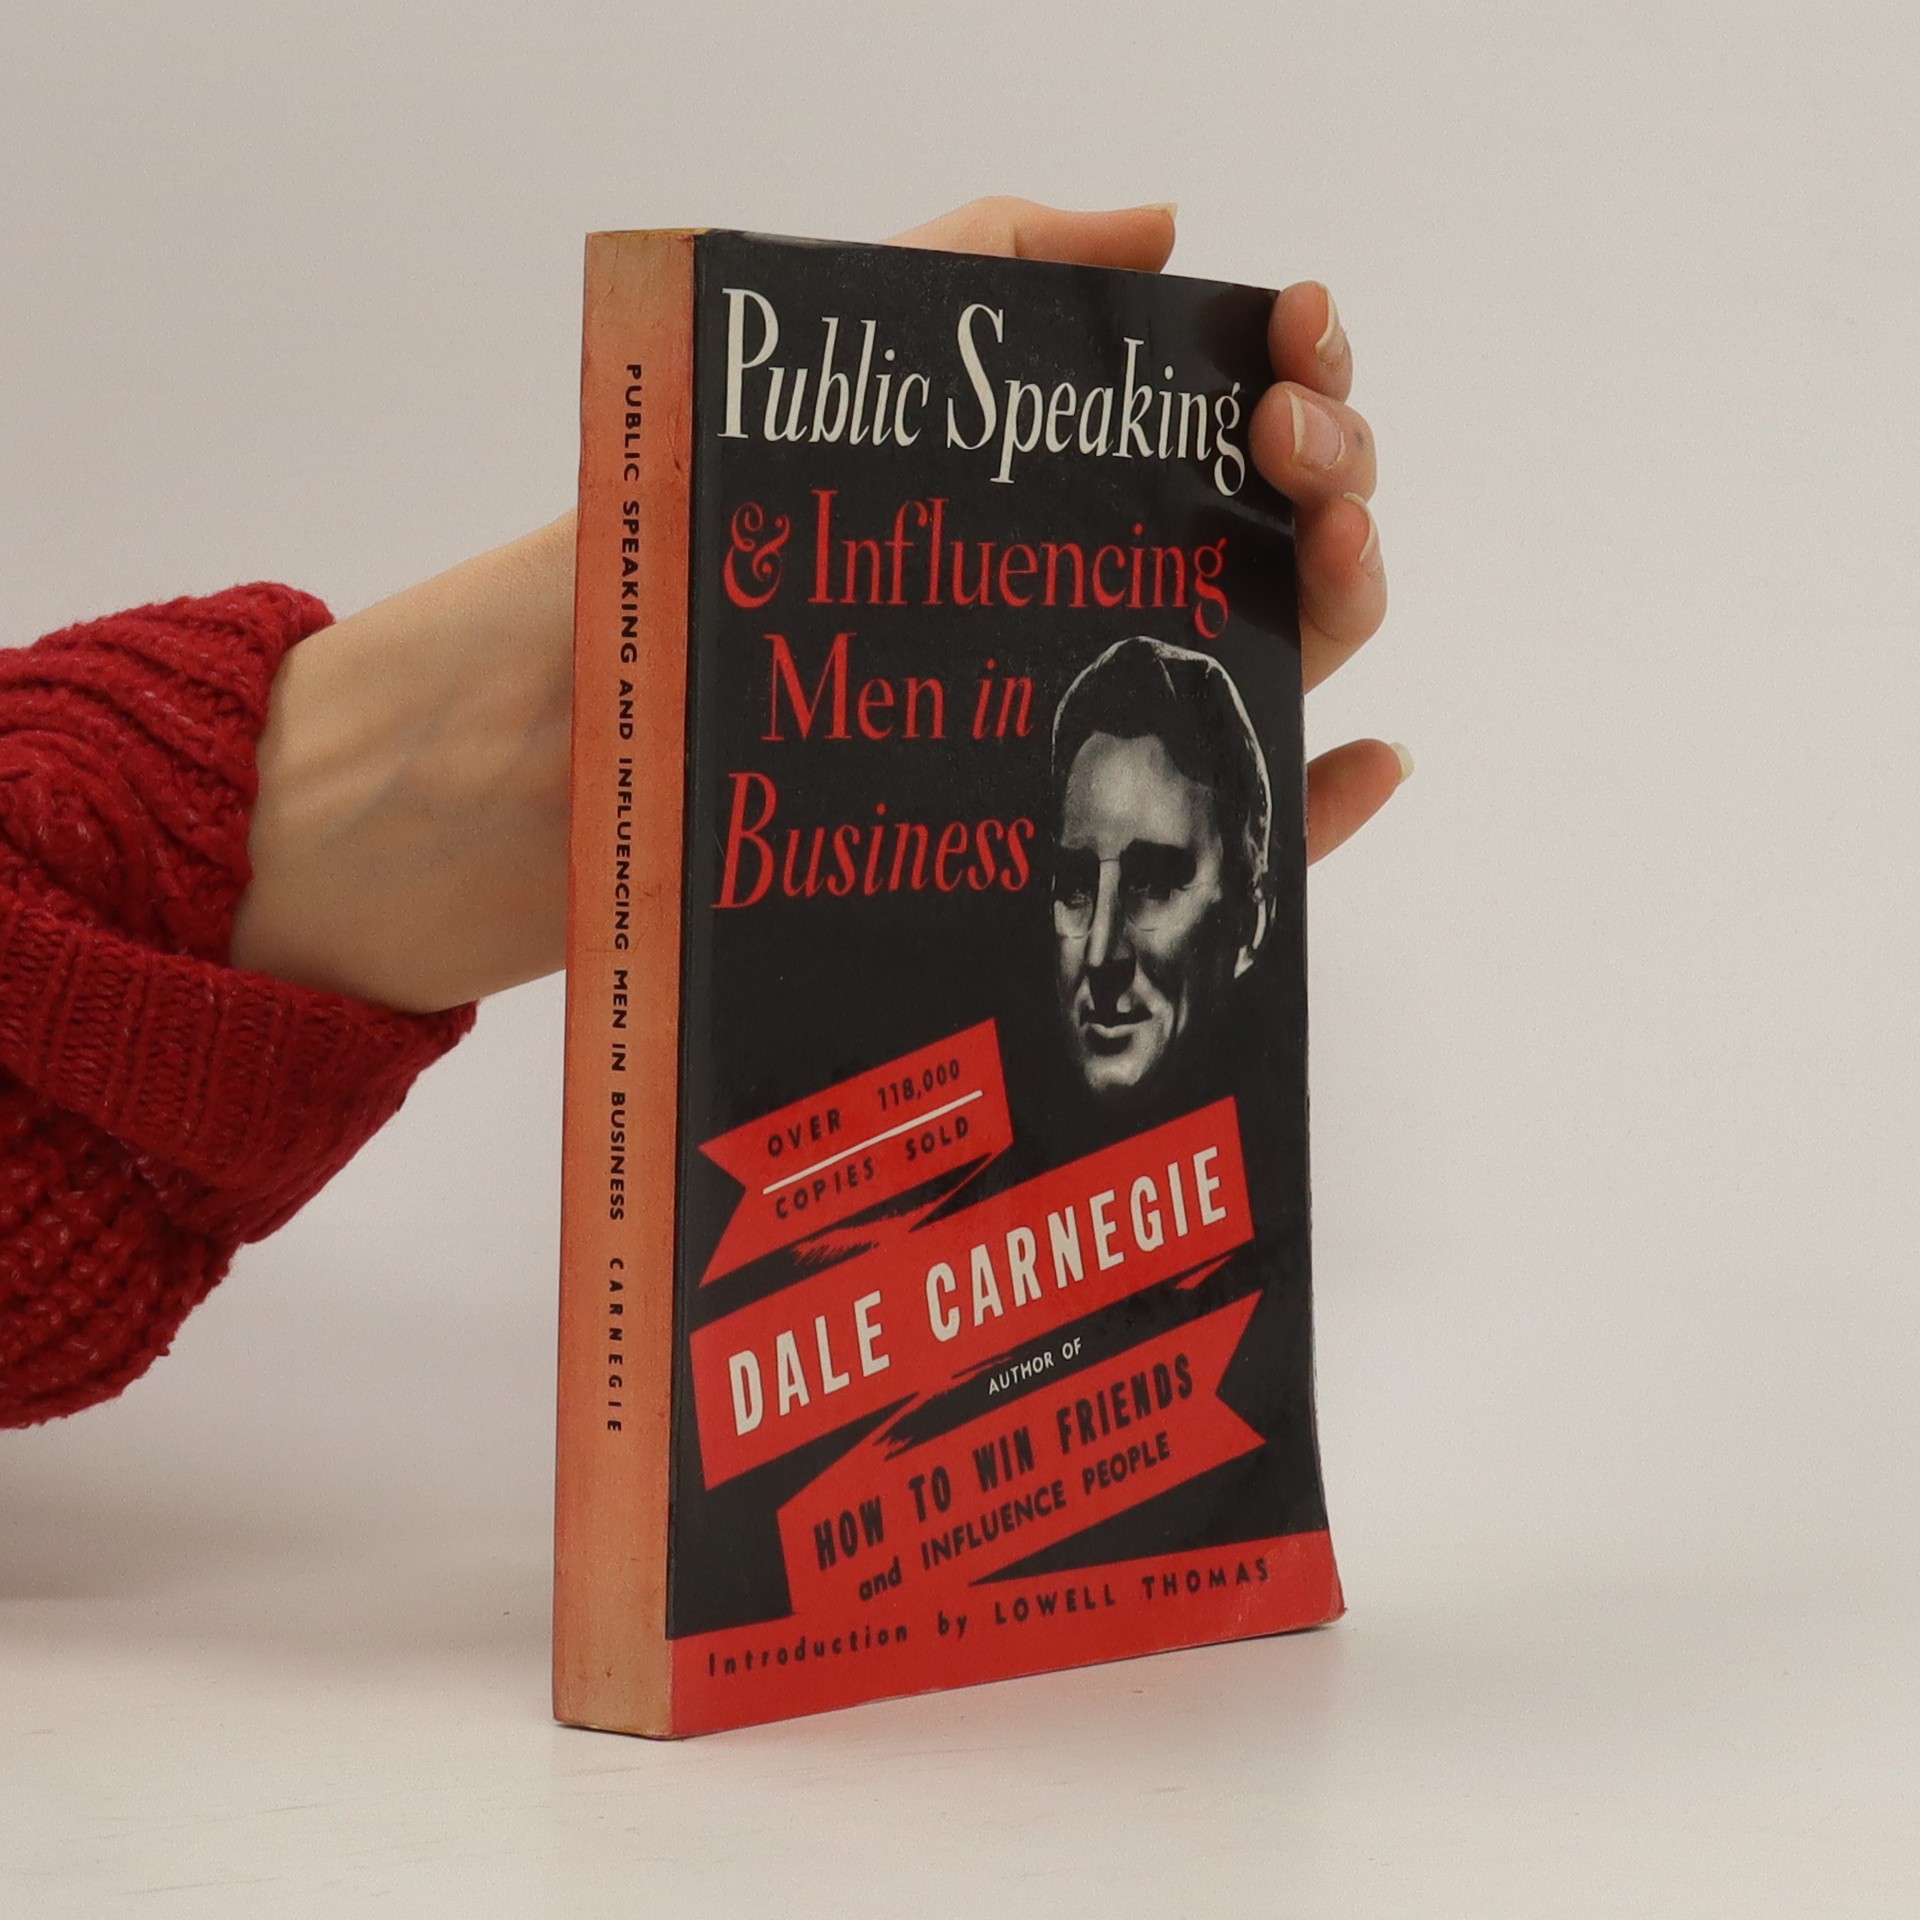 PUBLIC SPEAKING AND INFLUENCING MEN IN BUSINESS CARNEGIE
Public Speaking
& Influencing
Men in
Business
OVER 118,000
COPIES SOLD
DALE CARNEGIE
AUTHOR OF
HOW TO WIN FRIENDS
and INFLUENCE PEOPLE
Introduction by LOWELL THOMAS